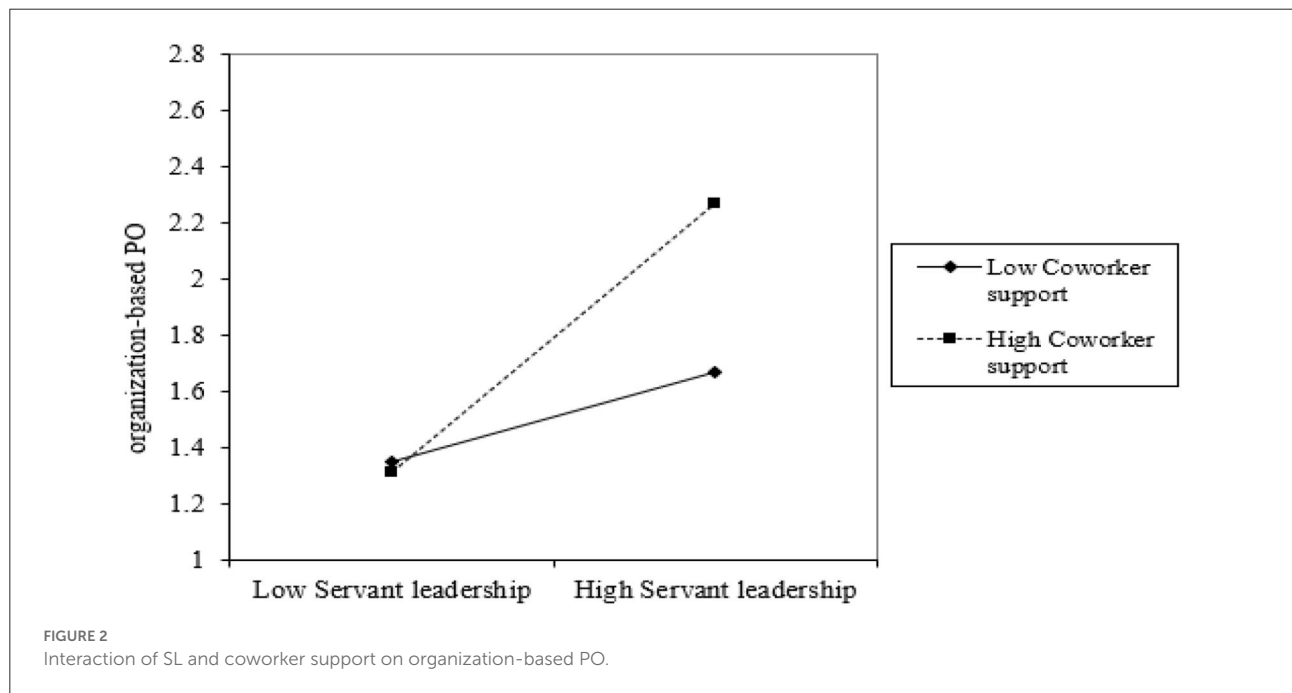 2.8
2.6
2.4
2.2
2
1.8
1.6
1.4
1.2
1
organization-based PO
Low Servant leadership
High Servant leadership
Low Coworker
support
High Coworker
support
FIGURE 2
Interaction of SL and coworker support on organization-based PO.